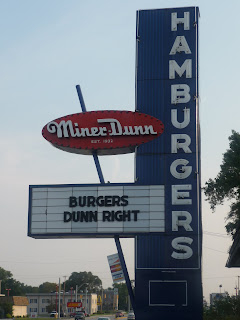 HAMBURGERS
Miner-Dunn
EST. 1932
BURGERS
DUNN RIGHT